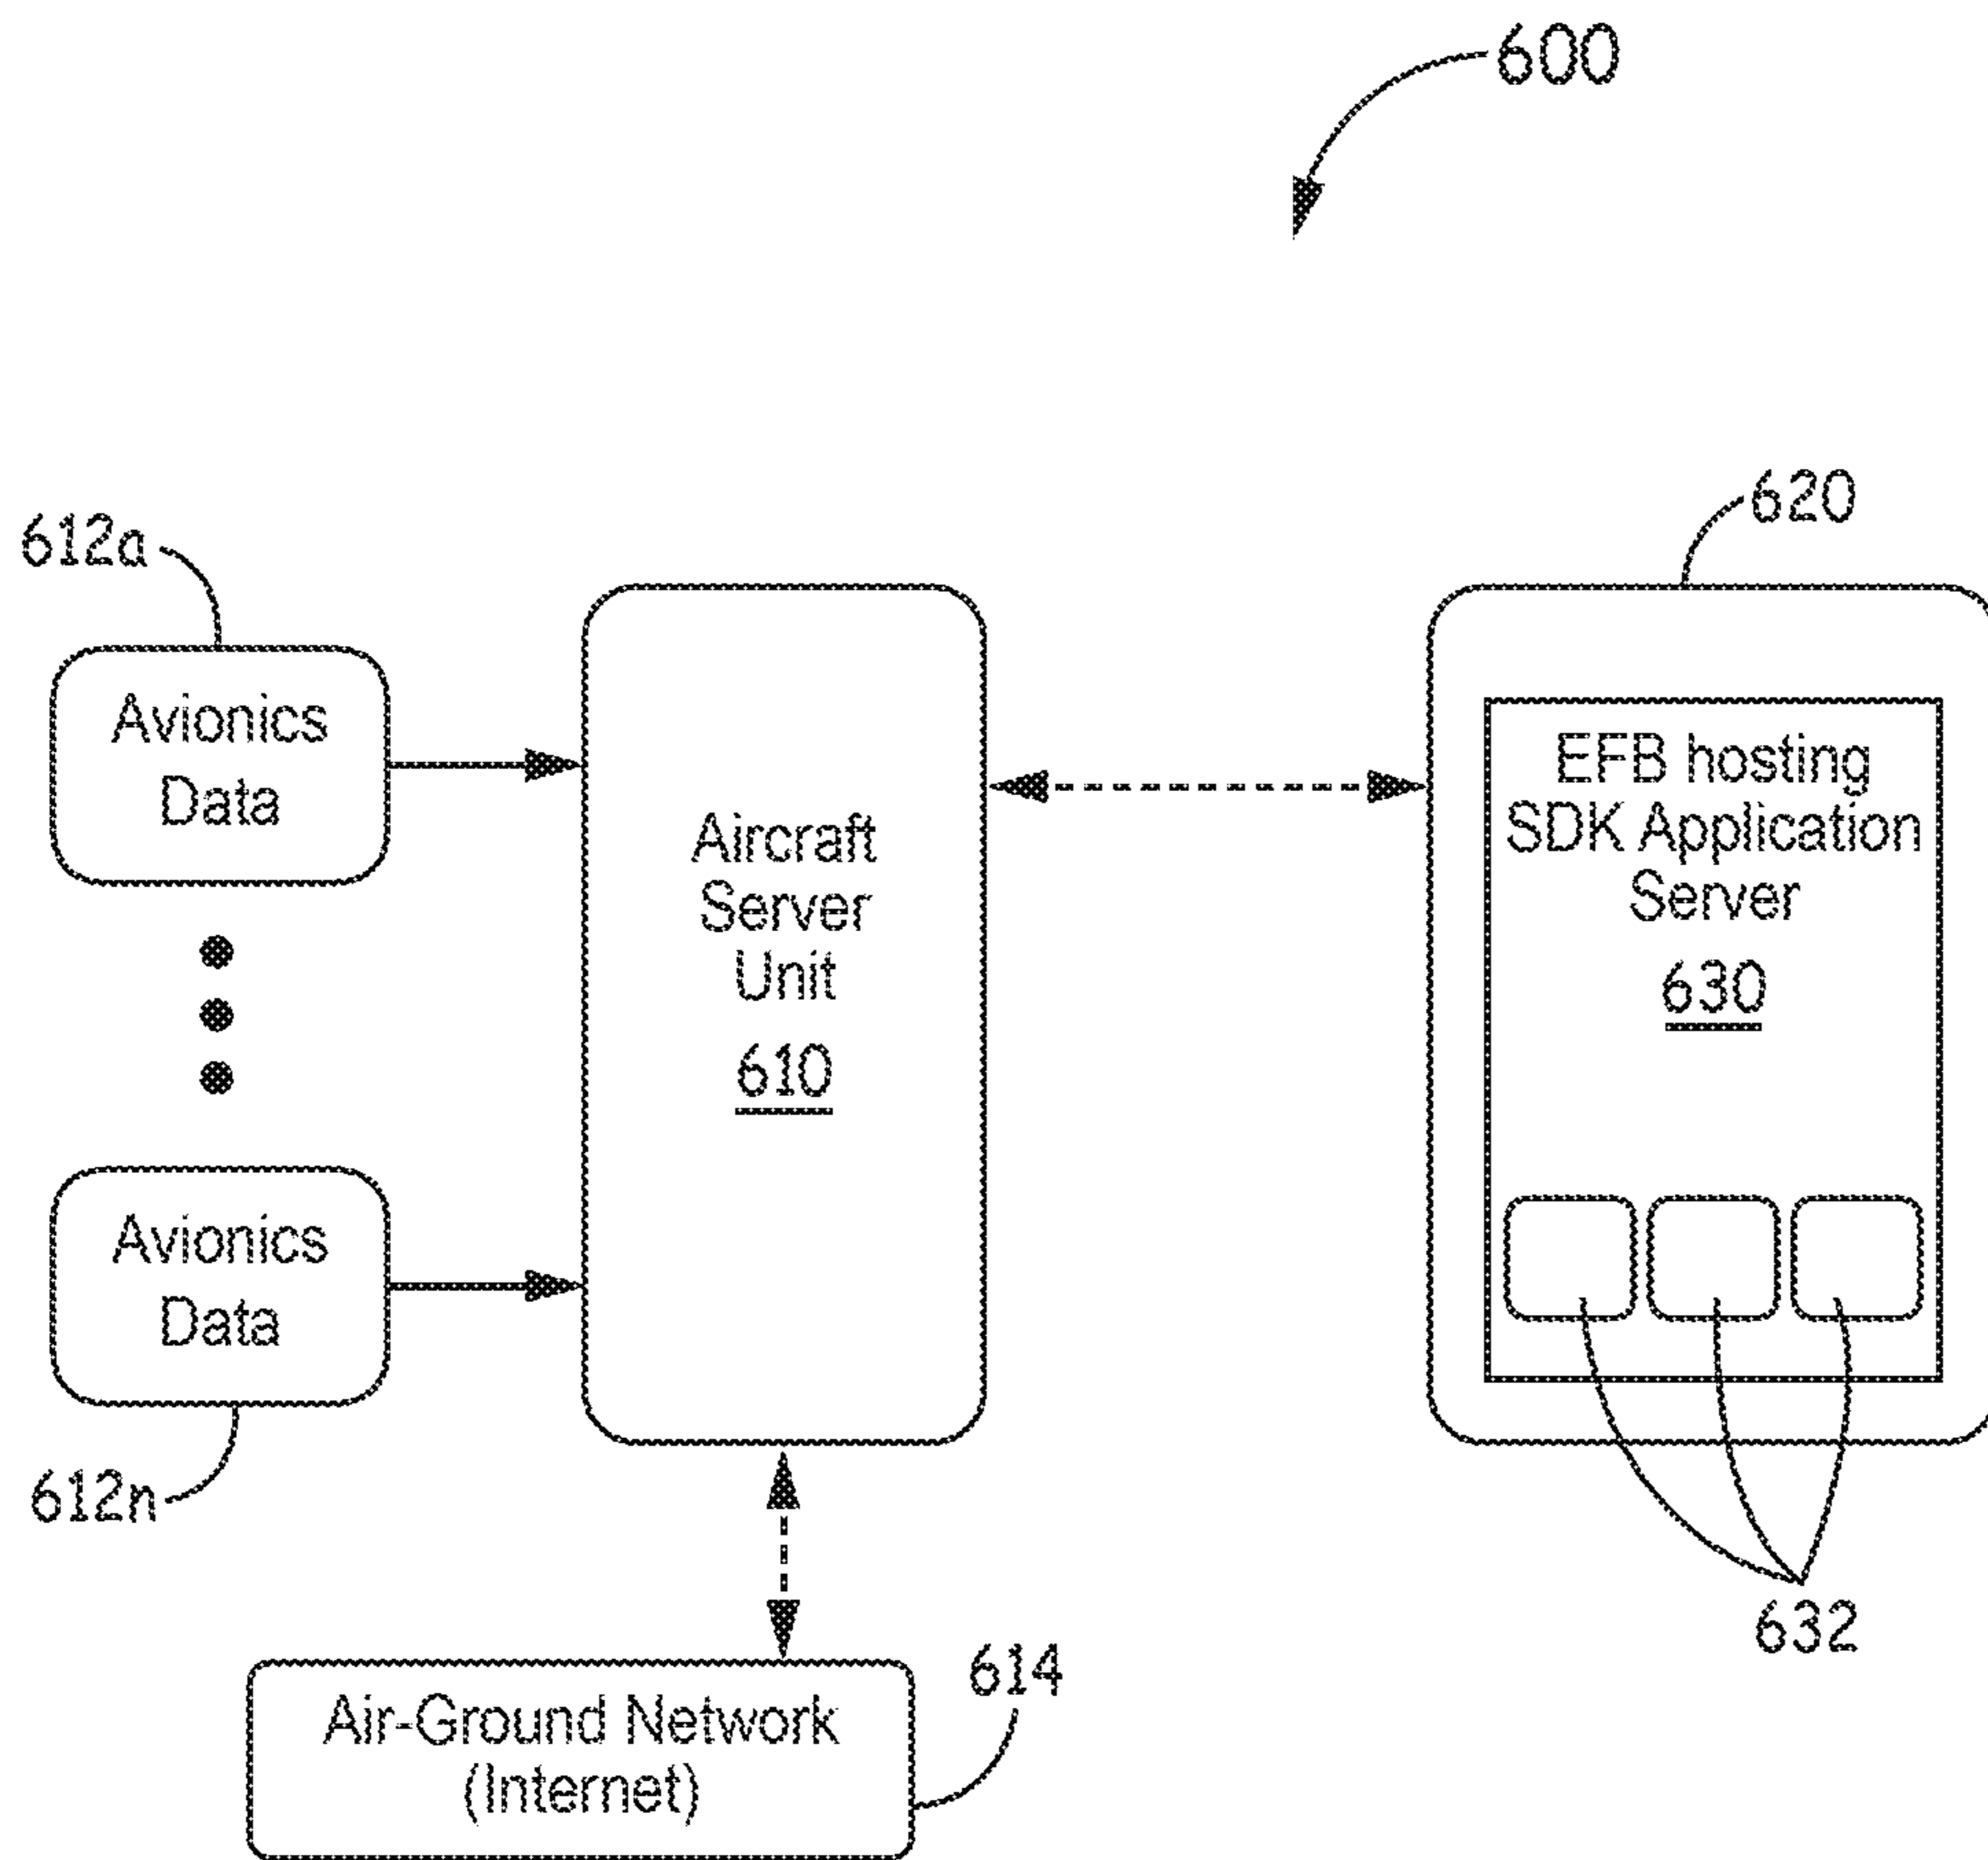 600
620
612a
Avionics
Data
Aircraft
Server
Unit
610
EFB hosting
SDK Application
Server
630
Avionics
Data
612n
632
614
Air-Ground Network
(Internet)